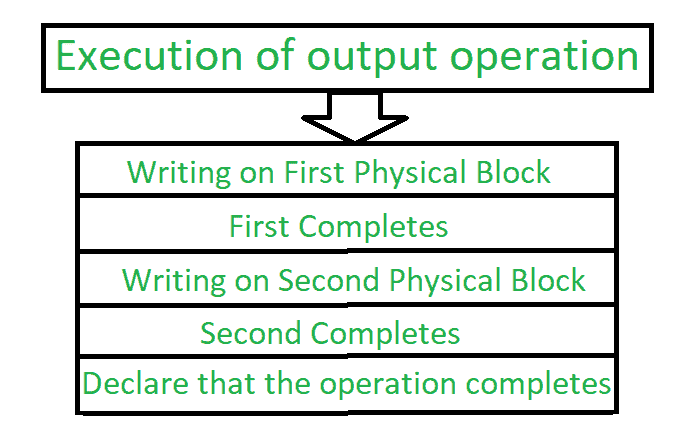 Execution of output operation
Writing on First Physical Block
First Completes
Writing on Second Physical Block
Second Completes
Declare that the operation completes